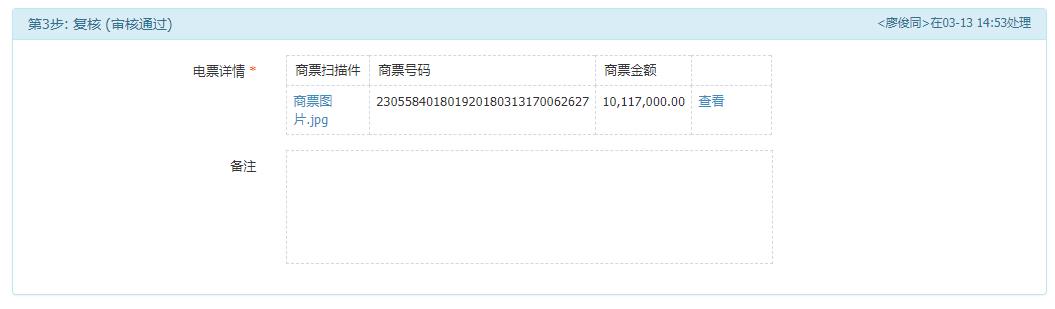 第3步: 复核 (审核通过)
<廖俊同>在03-13 14:53处理
电票详情 *
商票扫描件 商票号码 商票金额
商票图 230558401801920180313170062627 10,117,000.00 查看
片.jpg
备注